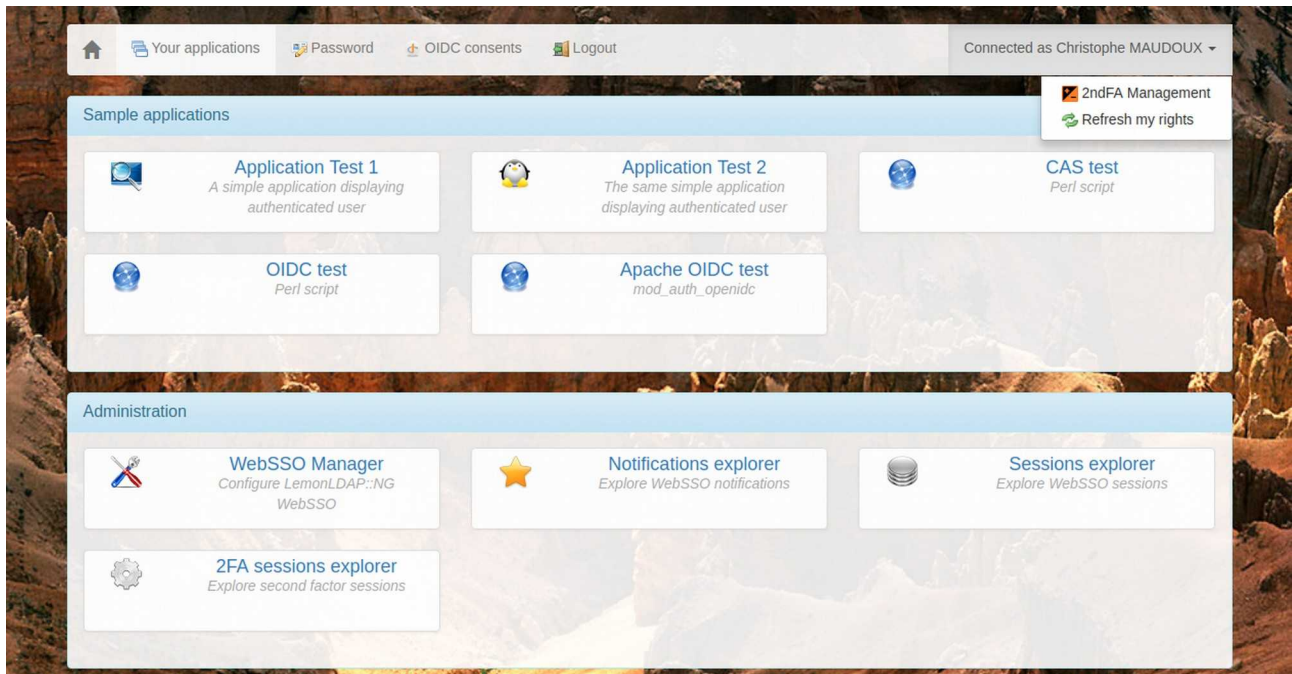 Your applications
Password
OIDC consents
Logout
Connected as Christophe MAUDOUX
2ndFA Management
Refresh my rights
Sample applications
Application Test 1
A simple application displaying
authenticated user
Application Test 2
The same simple application
displaying authenticated user
CAS test
Perl script
OIDC test
Perl script
Apache OIDC test
mod_auth_openidc
Administration
WebSSO Manager
Configure LemonLDAP::NG
WebSSO
Notifications explorer
Explore WebSSO notifications
Sessions explorer
Explore WebSSO sessions
2FA sessions explorer
Explore second factor sessions